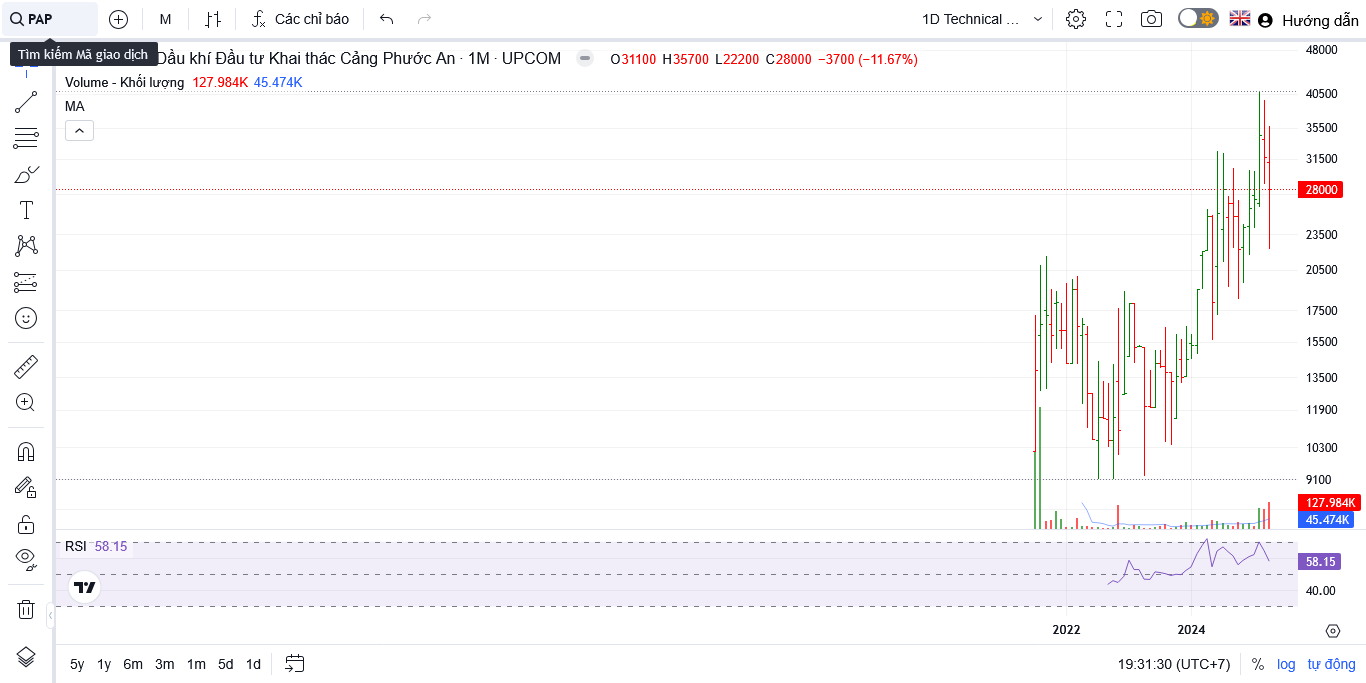 PAP
M
Các chỉ báo
1D Technical ...
Hướng dẫn
Tìm kiếm Mã giao dịch
Dầu khí Đầu tư Khai thác Cảng Phước An · 1M · UPCOM
O31100 H35700 L22200 C28000 −3700 (−11.67%)
Volume - Khối lượng 127.984K 45.474K
MA
48000
40500
35500
31500
28000
23500
20500
17500
15500
13500
11900
10300
9100
127.984K
45.474K
RSI 58.15
58.15
40.00
2022
2024
5y 1y 6m 3m 1m 5d 1d
19:31:30 (UTC+7)
% log tự động